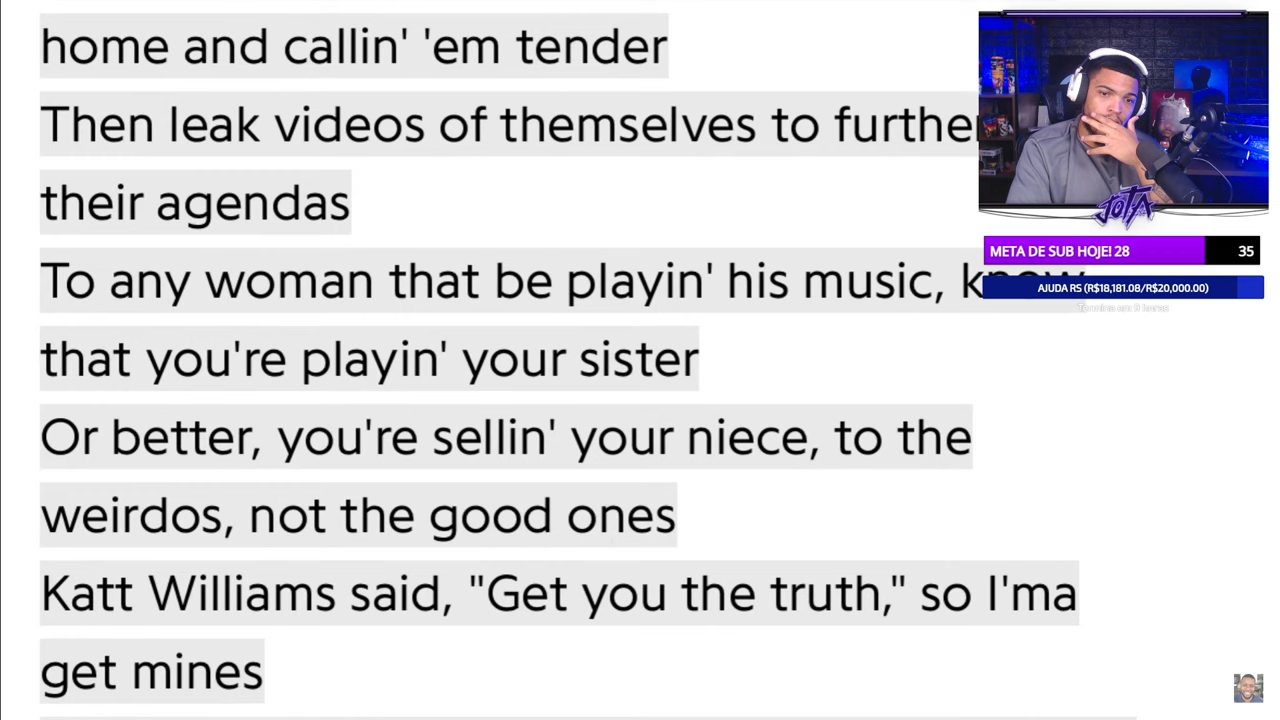 home and callin' 'em tender
Then leak videos of themselves to further
their agendas
To any woman that be playin' his music, know
that you're playin' your sister
Or better, you're sellin' your niece, to the
weirdos, not the good ones
Katt Williams said, "Get you the truth," so I'ma
get mines
JOTA
META DE SUB HOJE! 28 35
AJUDA RS (R$18,181.08/R$20,000.00)